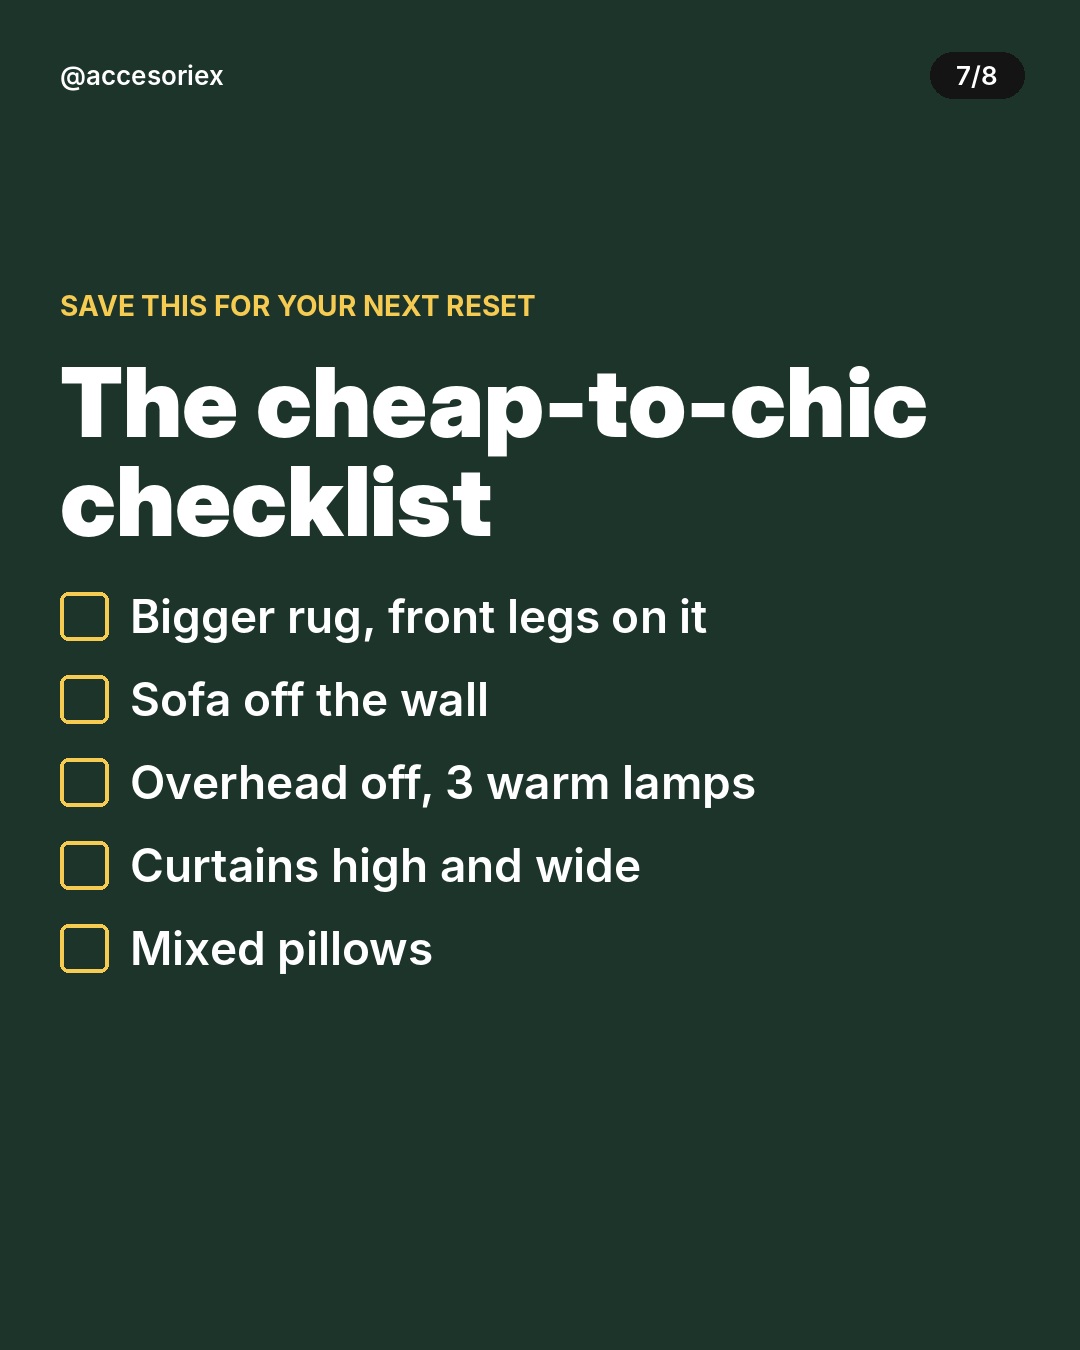 @accesoriex
7/8
SAVE THIS FOR YOUR NEXT RESET
The cheap-to-chic
checklist
Bigger rug, front legs on it
Sofa off the wall
Overhead off, 3 warm lamps
Curtains high and wide
Mixed pillows